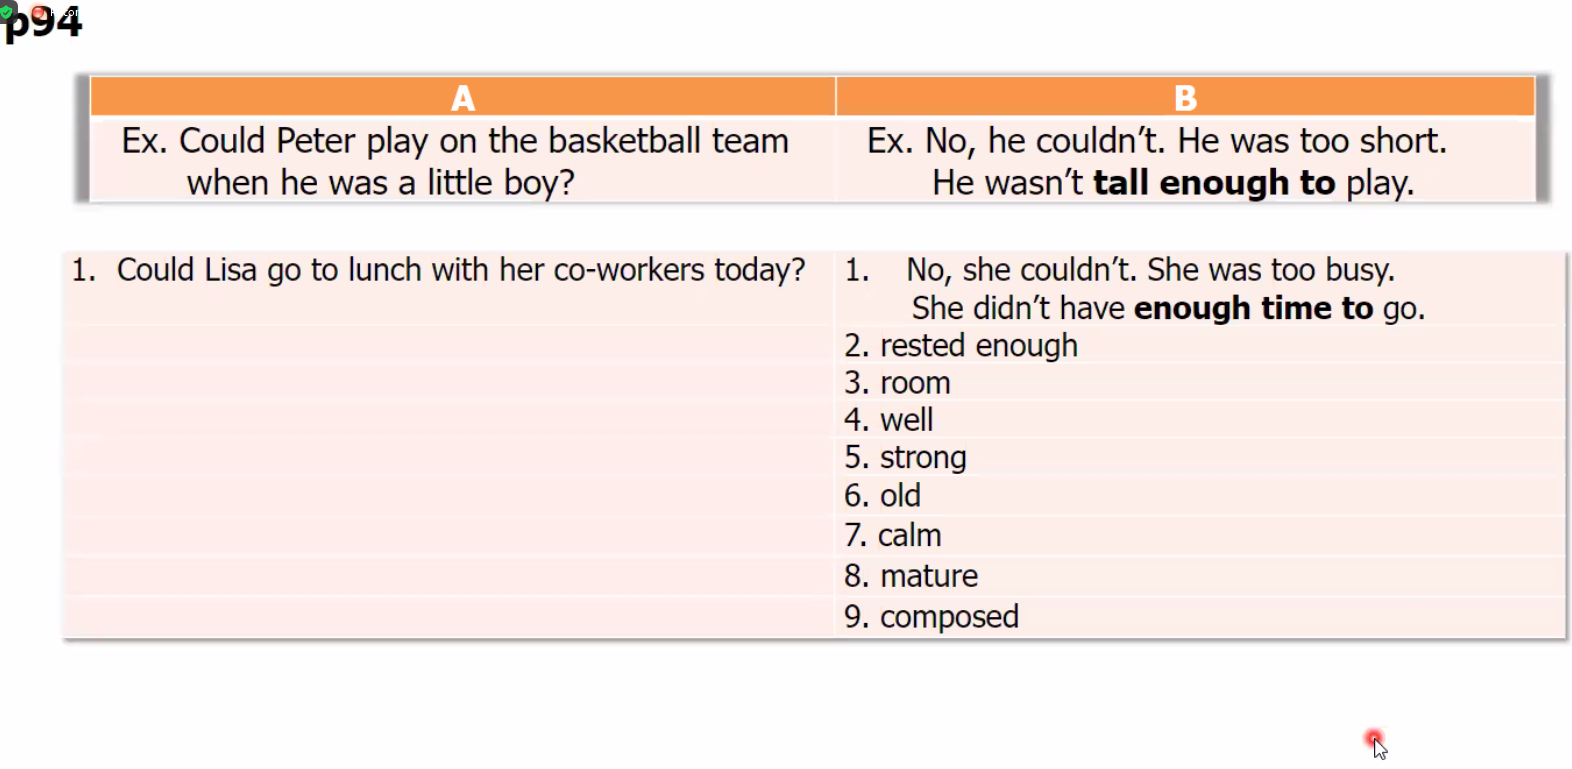 p94
A
B
Ex. Could Peter play on the basketball team
when he was a little boy?
Ex. No, he couldn’t. He was too short.
He wasn’t tall enough to play.
1. Could Lisa go to lunch with her co-workers today?
1. No, she couldn’t. She was too busy.
She didn’t have enough time to go.
2. rested enough
3. room
4. well
5. strong
6. old
7. calm
8. mature
9. composed